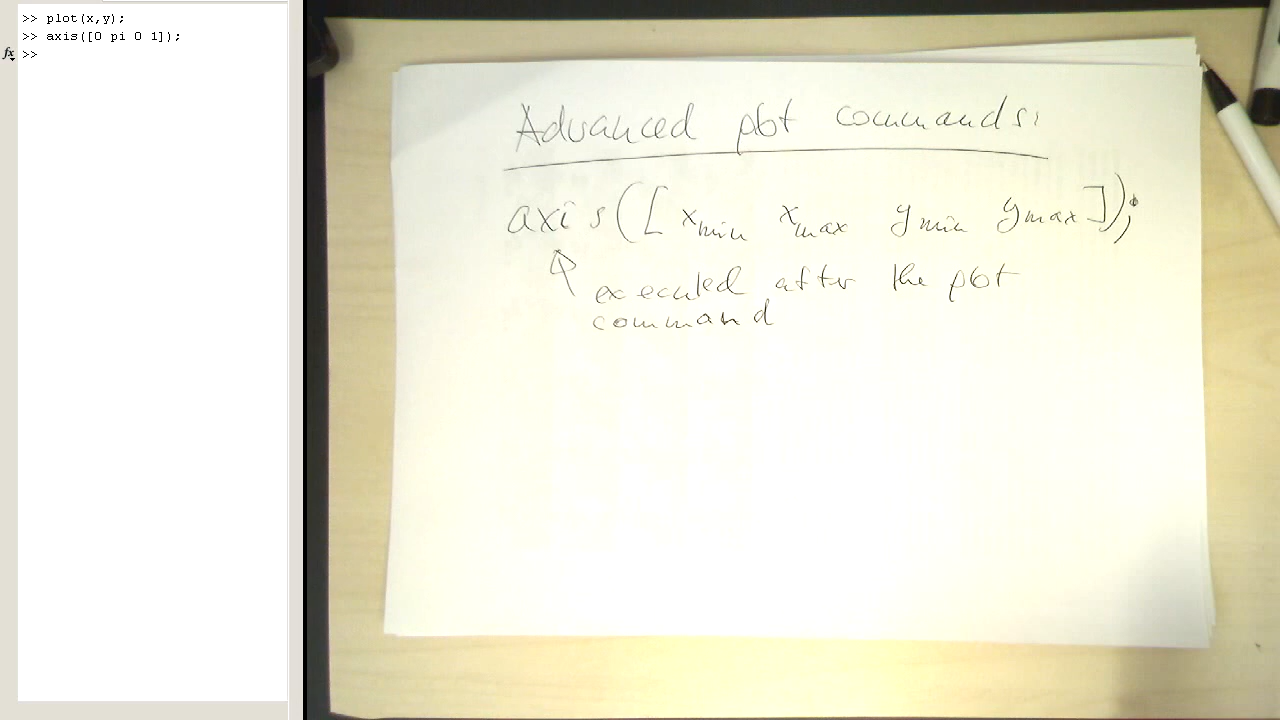 >> plot(x,y);
>> axis([0 pi 0 1]);
fx >>
Advanced plot commands:
axis([xmin xmax ymin ymax]);
executed after the plot
command